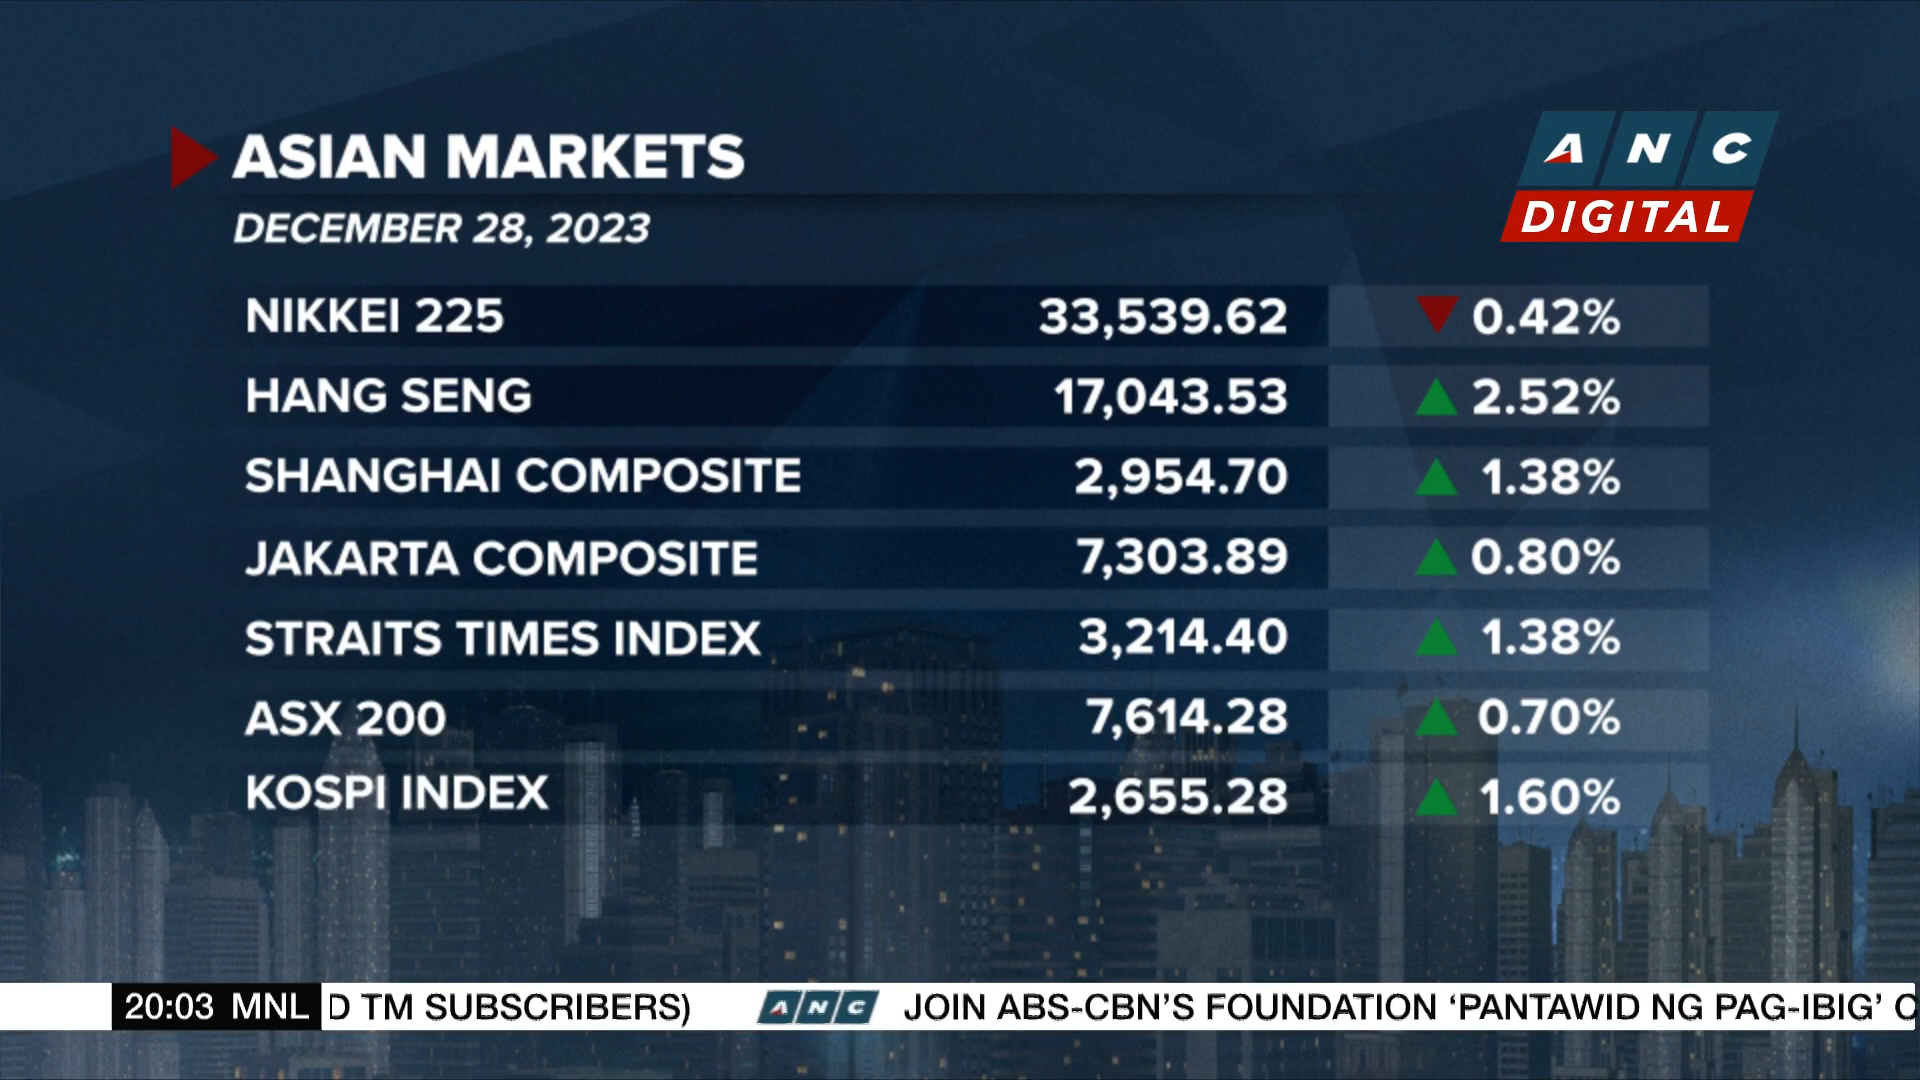 ASIAN MARKETS
DECEMBER 28, 2023
ANC
DIGITAL
NIKKEI 225 33,539.62 0.42%
HANG SENG 17,043.53 2.52%
SHANGHAI COMPOSITE 2,954.70 1.38%
JAKARTA COMPOSITE 7,303.89 0.80%
STRAITS TIMES INDEX 3,214.40 1.38%
ASX 200 7,614.28 0.70%
KOSPI INDEX 2,655.28 1.60%
20:03 MNL D TM SUBSCRIBERS) ANC JOIN ABS-CBN’S FOUNDATION ‘PANTAWID NG PAG-IBIG’ C